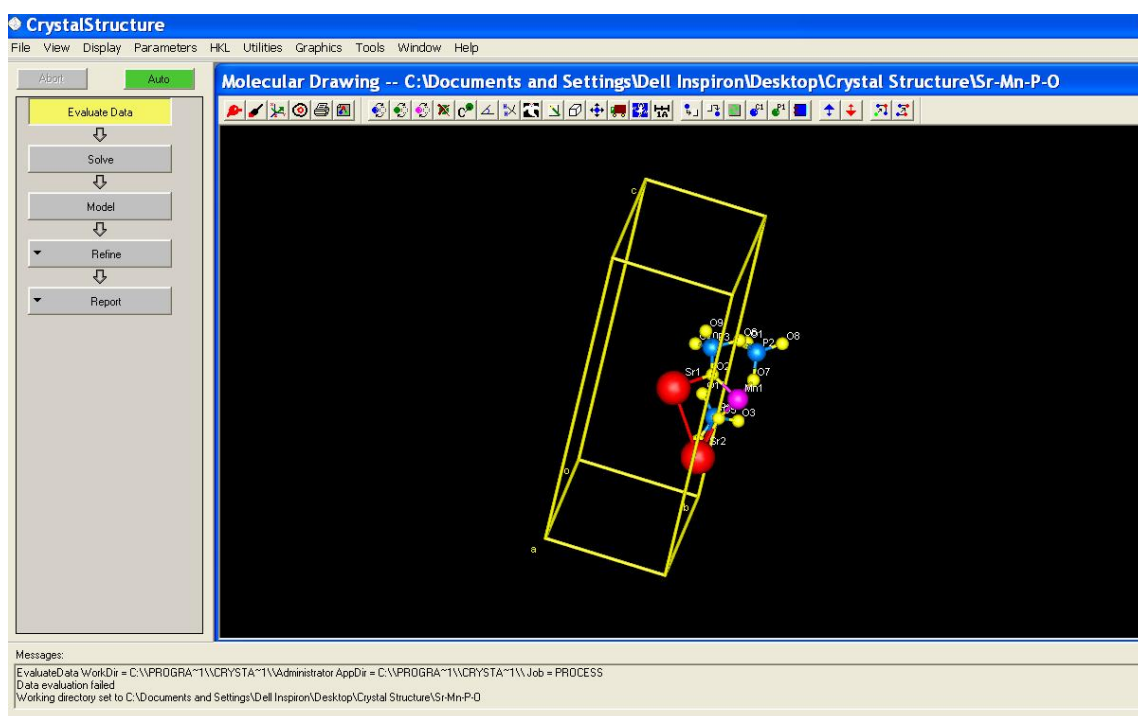 CrystalStructure
File View Display Parameters HKL Utilities Graphics Tools Window Help
Abort Auto
Molecular Drawing -- C:\Documents and Settings\Dell Inspiron\Desktop\Crystal Structure\Sr-Mn-P-O
Evaluate Data
Solve
Model
Refine
Report
c
O9
O8
P2
O2
O7
Sr1
Mn1
O3
Sr2
o
b
a
Messages:
EvaluateData WorkDir = C:\\PROGRA~1\\CRYSTA~1\\Administrator AppDir = C:\\PROGRA~1\\CRYSTA~1\\ Job = PROCESS
Data evaluation failed
Working directory set to C:\Documents and Settings\Dell Inspiron\Desktop\Crystal Structure\Sr-Mn-P-O